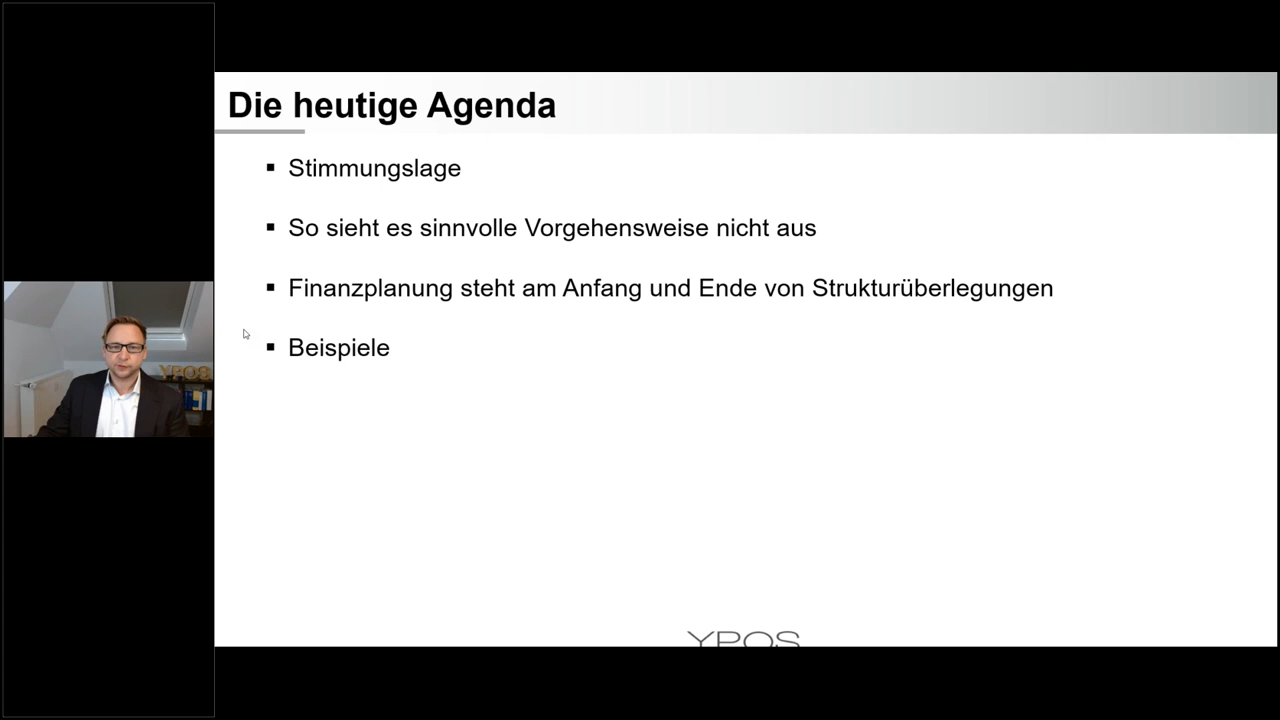 Die heutige Agenda
Stimmungslage
So sieht es sinnvolle Vorgehensweise nicht aus
Finanzplanung steht am Anfang und Ende von Strukturüberlegungen
Beispiele
YPOS
YPOS